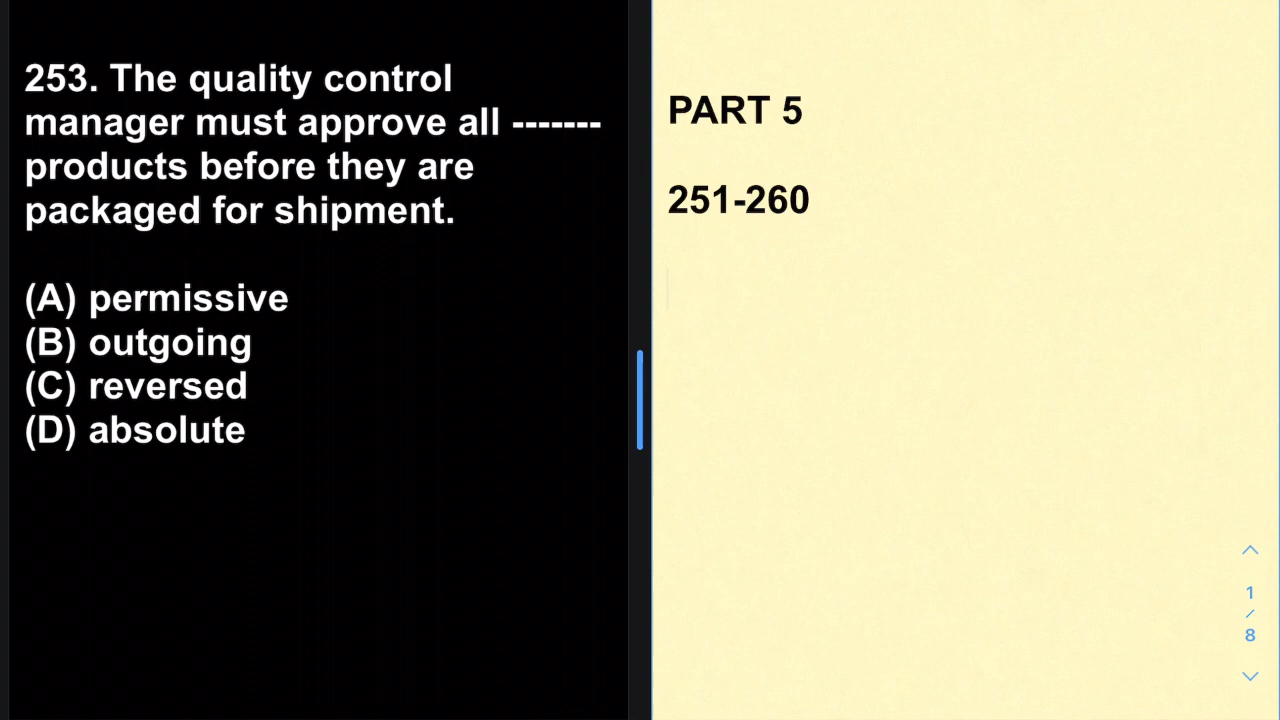 253. The quality control
manager must approve all -------
products before they are
packaged for shipment.
(A) permissive
(B) outgoing
(C) reversed
(D) absolute
PART 5
251-260
1
/
8